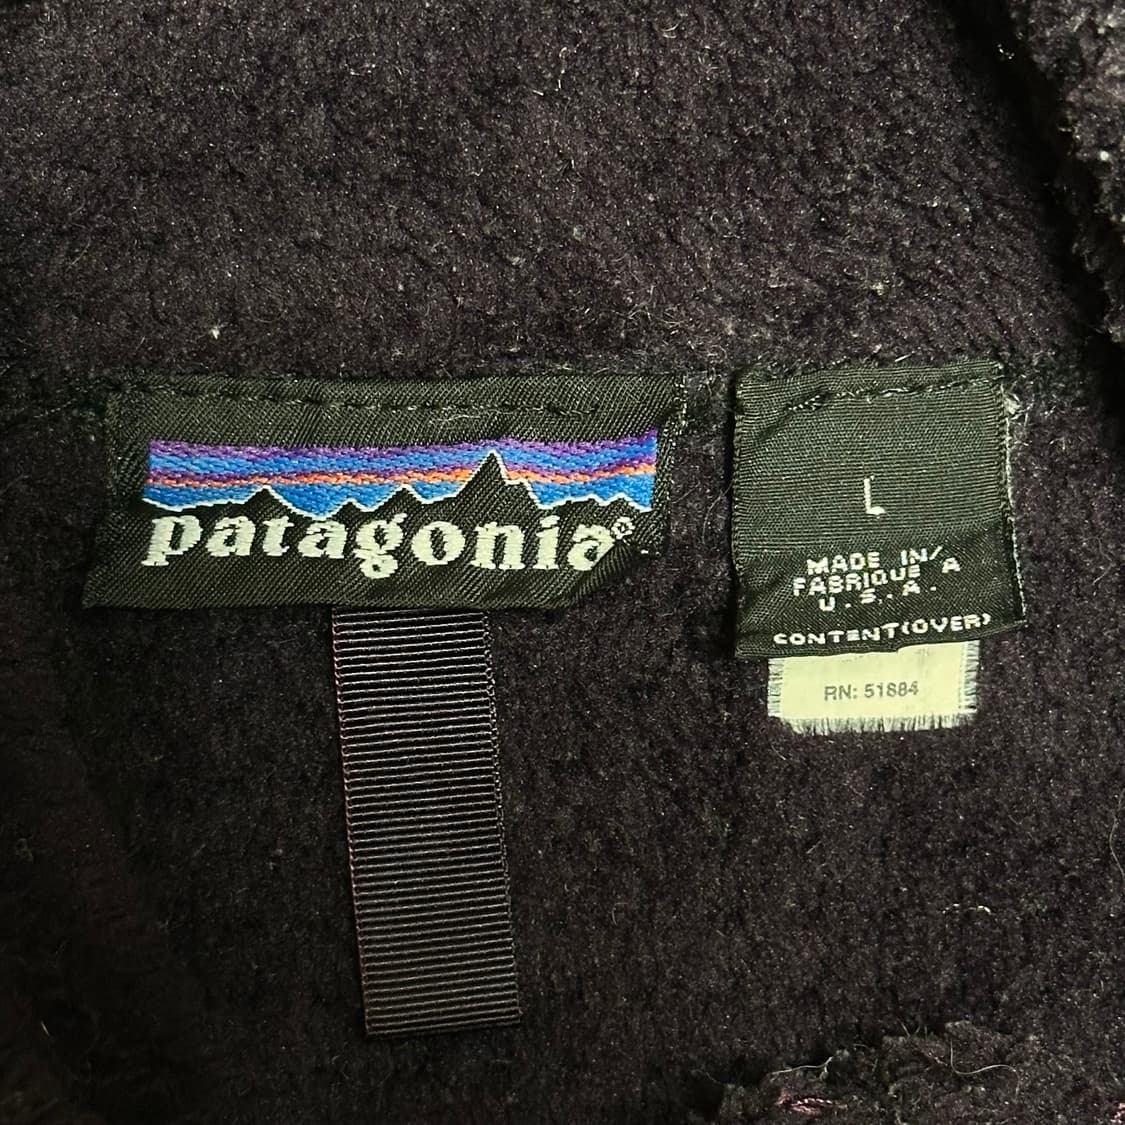 patagonia®
L
MADE IN/
FABRIQUE A
U.S.A.
CONTENT(OVER)
RN: 51884